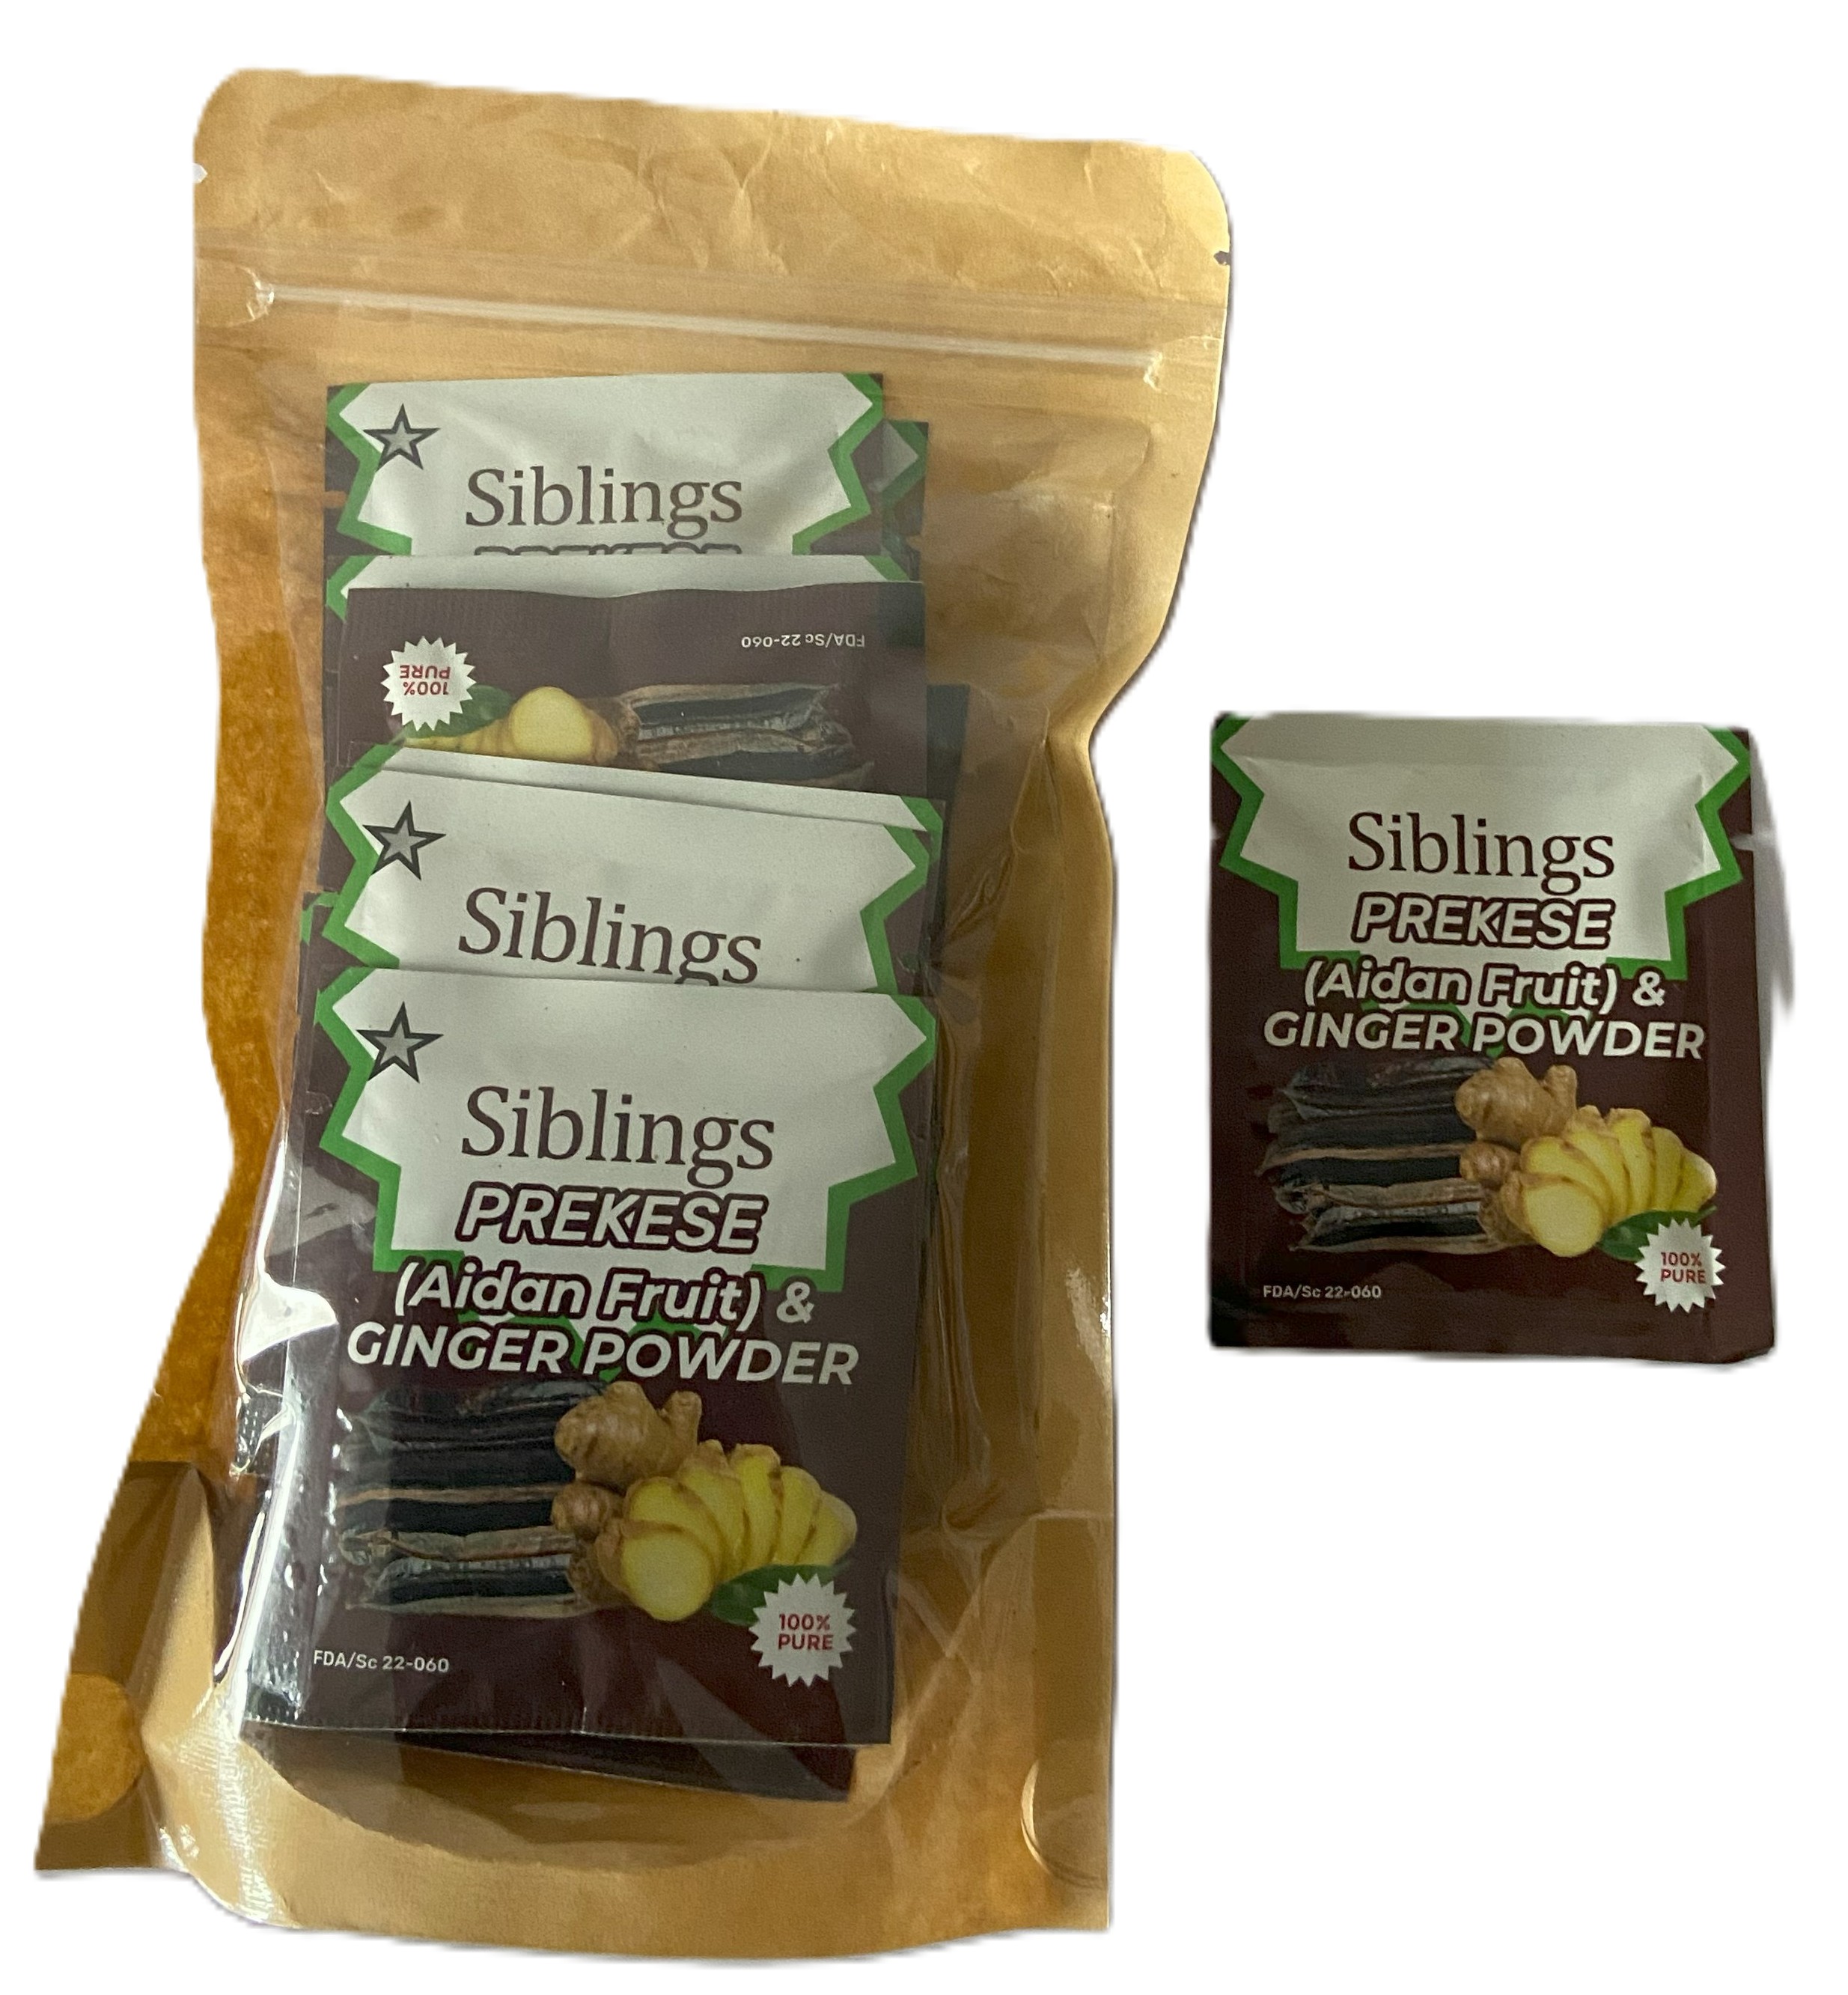 Siblings
PREKESE
FDA/Sc 22-060
100%
PURE
Siblings
Siblings
PREKESE
(Aidan Fruit) &
GINGER POWDER
100%
PURE
FDA/Sc 22-060
Siblings
PREKESE
(Aidan Fruit) &
GINGER POWDER
100%
PURE
FDA/Sc 22-060